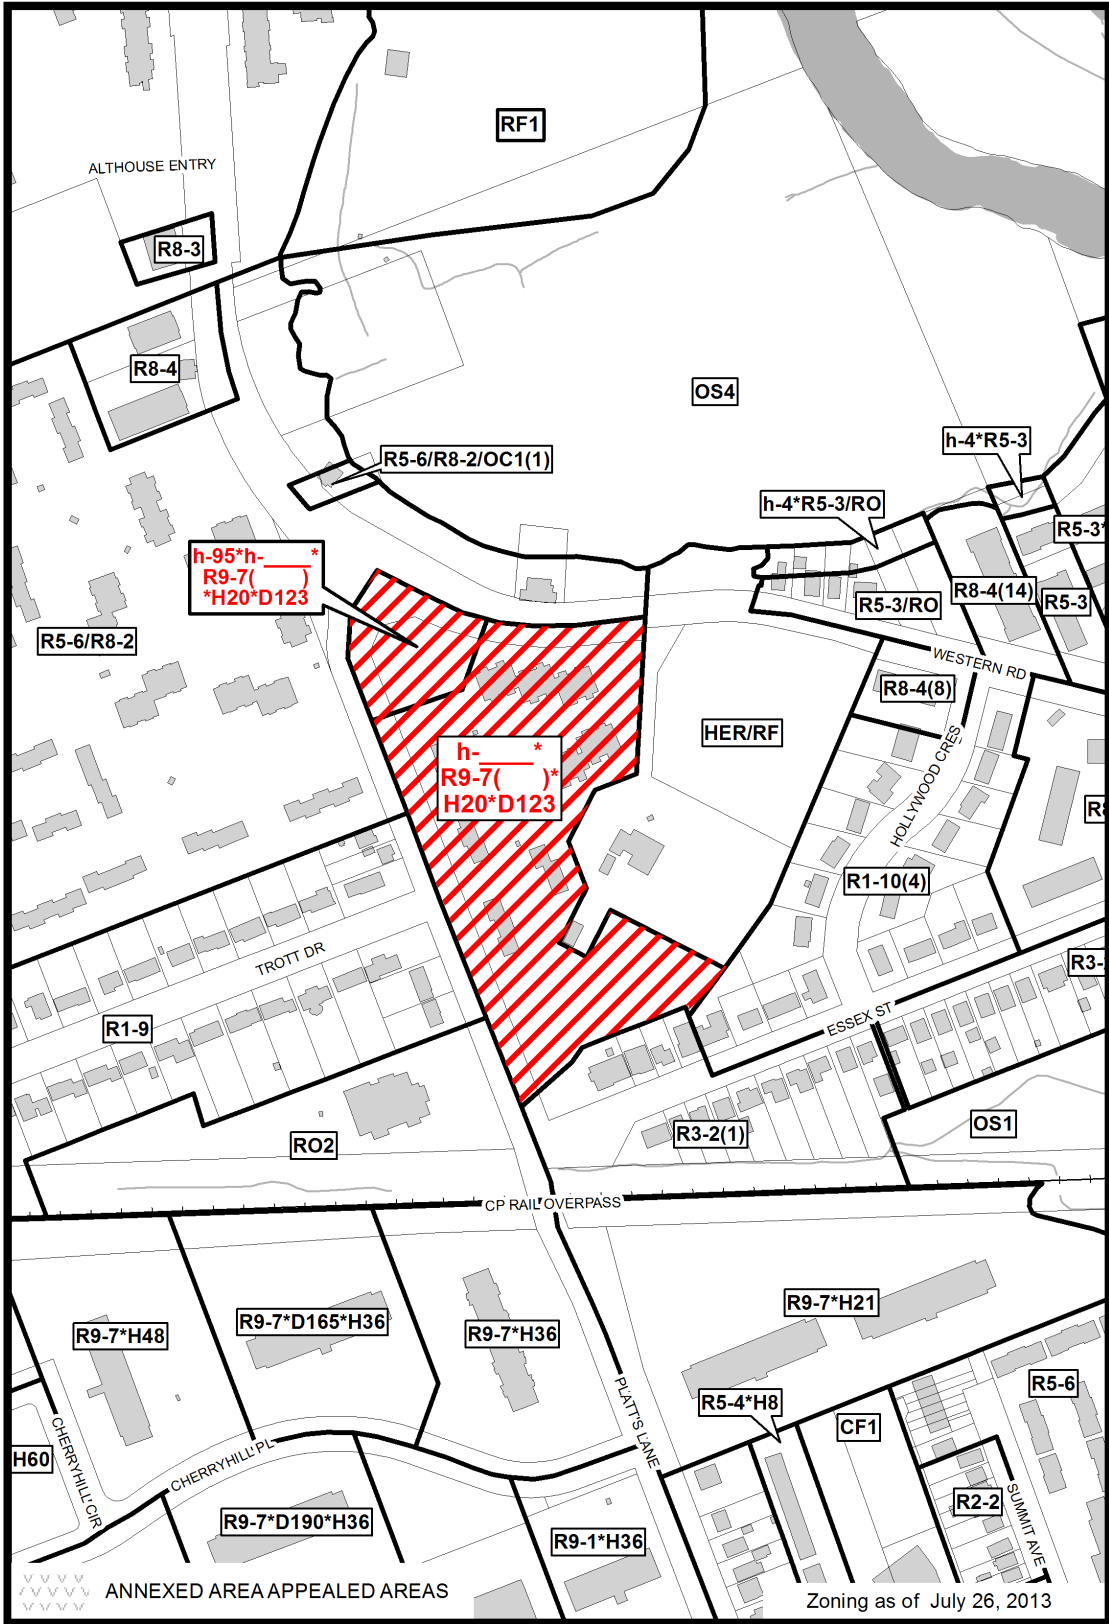 RF1
ALTHOUSE ENTRY
R8-3
R8-4
OS4
R5-6/R8-2/OC1(1)
h-4*R5-3
h-4*R5-3/RO
R5-3*
h-95*h-____*
R9-7(____)
*H20*D123
R8-4(14)
R5-3/RO
R5-3
R5-6/R8-2
WESTERN RD
R8-4(8)
HER/RF
h-____*
R9-7(____)*
H20*D123
HOLLYWOOD CRES
R8
R1-10(4)
TROTT DR
R3-
R1-9
ESSEX ST
OS1
R3-2(1)
RO2
CP RAIL OVERPASS
R9-7*H21
R9-7*D165*H36
R9-7*H36
R9-7*H48
PLATT'S LANE
R5-6
R5-4*H8
CF1
H60
CHERRYHILL CIR
CHERRYHILL PL
R2-2
SUMMIT AVE
R9-7*D190*H36
R9-1*H36
ANNEXED AREA APPEALED AREAS
Zoning as of July 26, 2013